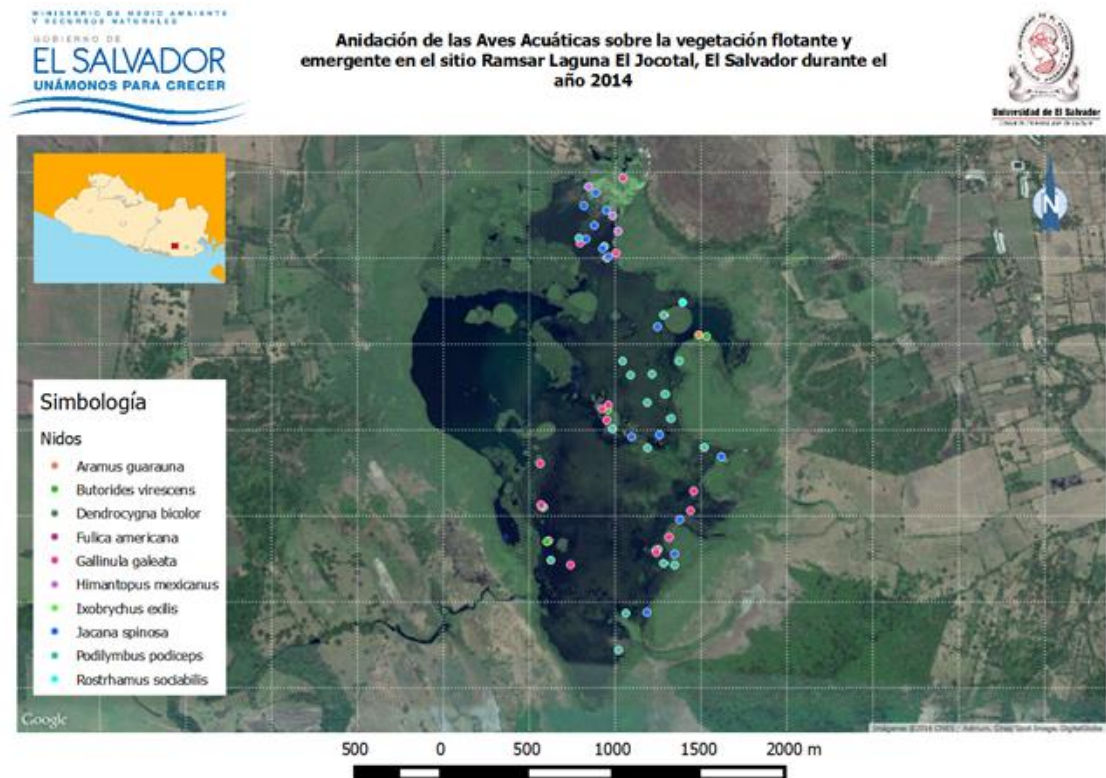 MINISTERIO DE MEDIO AMBIENTE
Y RECURSOS NATURALES
GOBIERNO DE
EL SALVADOR
UNÁMONOS PARA CRECER
Anidación de las Aves Acuáticas sobre la vegetación flotante y
emergente en el sitio Ramsar Laguna El Jocotal, El Salvador durante el
año 2014
Universidad de El Salvador
N
Simbología
Nidos
Aramus guarauna
Butorides virescens
Dendrocygna bicolor
Fulica americana
Gallinula galeata
Himantopus mexicanus
Ixobrychus exilis
Jacana spinosa
Podilymbus podiceps
Rostrhamus sociabilis
Google
500 0 500 1000 1500 2000 m